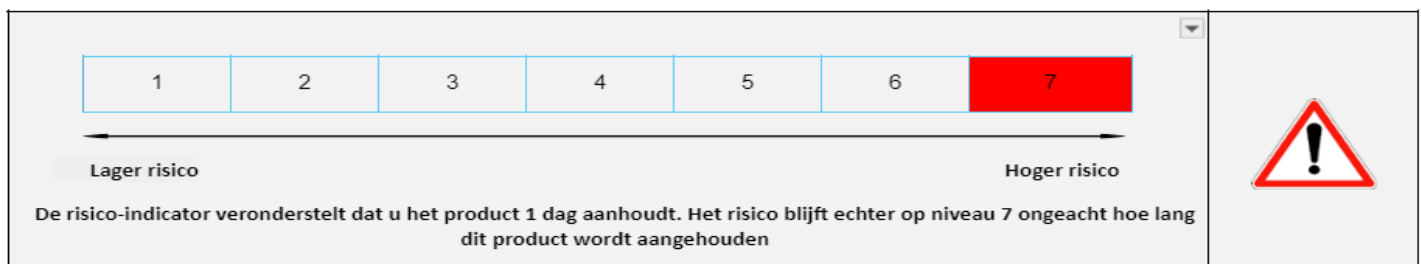 1 2 3 4 5 6 7
Lager risico Hoger risico
De risico-indicator veronderstelt dat u het product 1 dag aanhoudt. Het risico blijft echter op niveau 7 ongeacht hoe lang
dit product wordt aangehouden